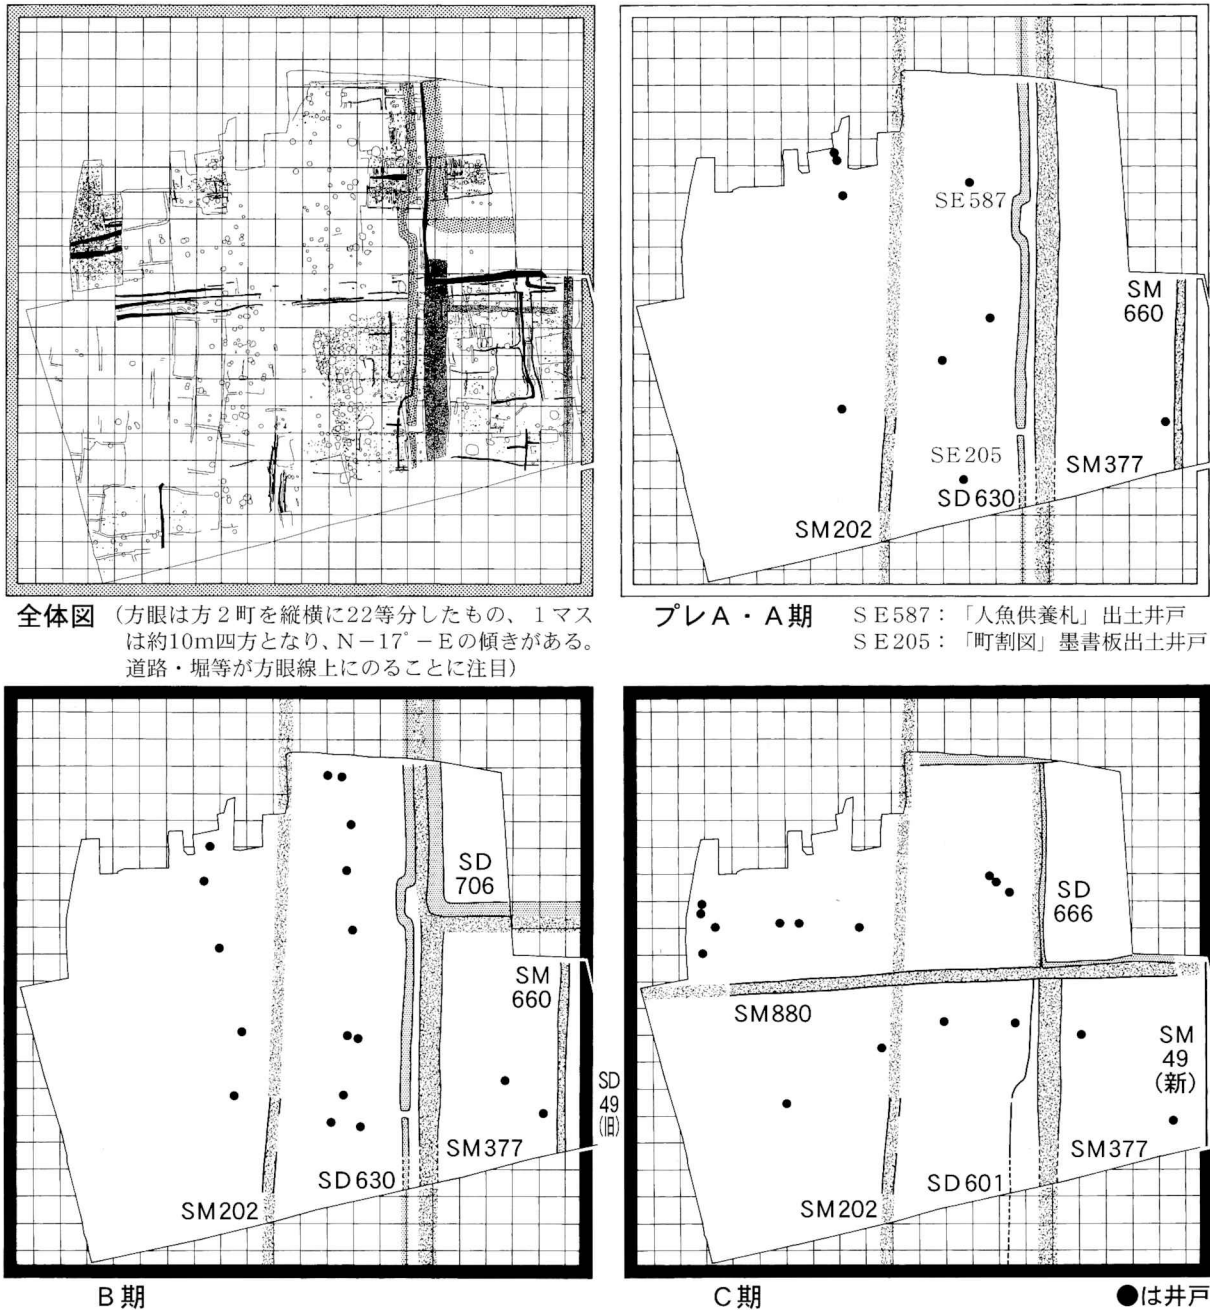 SE587
SM
660
SE205
SM377
SD630
SM202
全体図 (方眼は方2町を縦横に22等分したもの、1マス
は約10m四方となり、N－17°－Eの傾きがある。
道路・堀等が方眼線上にのることに注目)
プレA・A期 SE587：「人魚供養札」出土井戸
SE205：「町割図」墨書板出土井戸
SD
706
SM
660
SD
49
(旧)
SM377
SD630
SM202
B期
SD
666
SM880
SM
49
(新)
SM377
SD601
SM202
C期
●は井戸